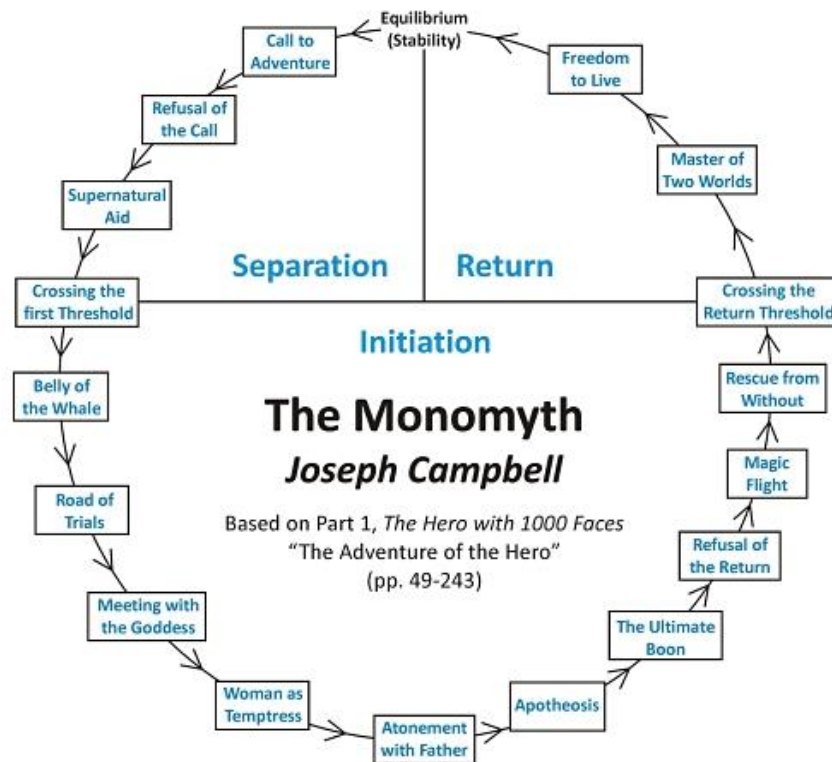 Equilibrium
(Stability)
Call to
Adventure
Refusal of
the Call
Supernatural
Aid
Crossing the
first Threshold
Belly of
the Whale
Road of
Trials
Meeting with
the Goddess
Woman as
Temptress
Atonement
with Father
Apotheosis
The Ultimate
Boon
Refusal of
the Return
Magic
Flight
Rescue from
Without
Crossing the
Return Threshold
Master of
Two Worlds
Freedom
to Live
Separation
Return
Initiation
The Monomyth
Joseph Campbell
Based on Part 1, The Hero with 1000 Faces
“The Adventure of the Hero”
(pp. 49-243)